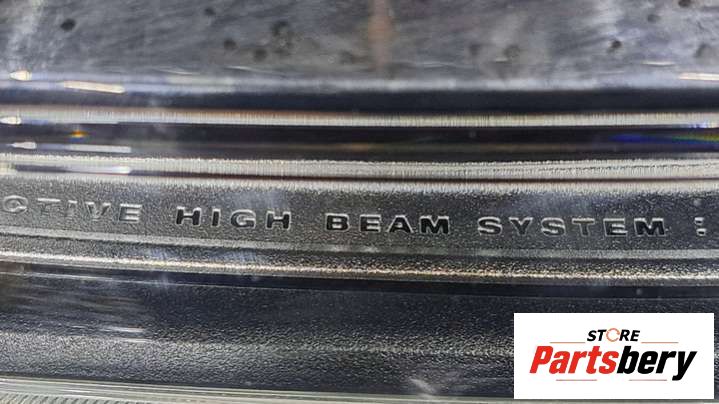 CTIVE HIGH BEAM SYSTEM :
STORE
Partsbery